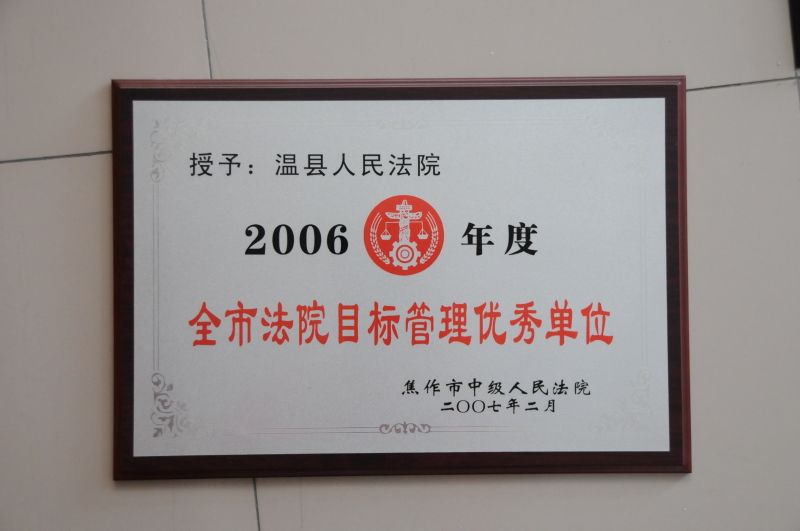 授予：温县人民法院
2006 年度
全市法院目标管理优秀单位
焦作市中级人民法院
二〇〇七年二月